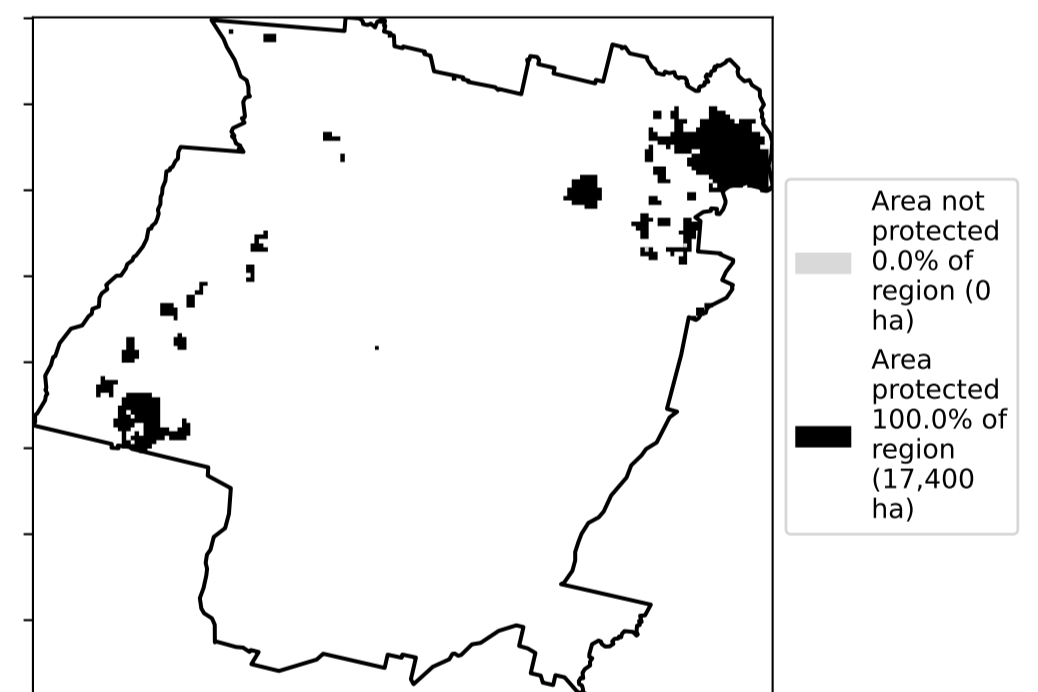 Area not
protected
0.0% of
region (0
ha)
Area
protected
100.0% of
region
(17,400
ha)